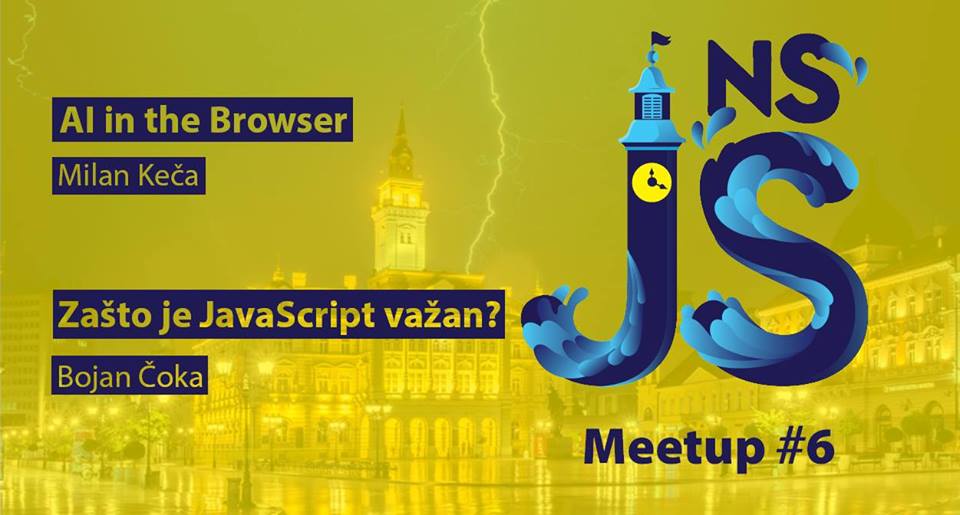 AI in the Browser
Milan Keča
Zašto je JavaScript važan?
Bojan Čoka
NS
JS
Meetup #6